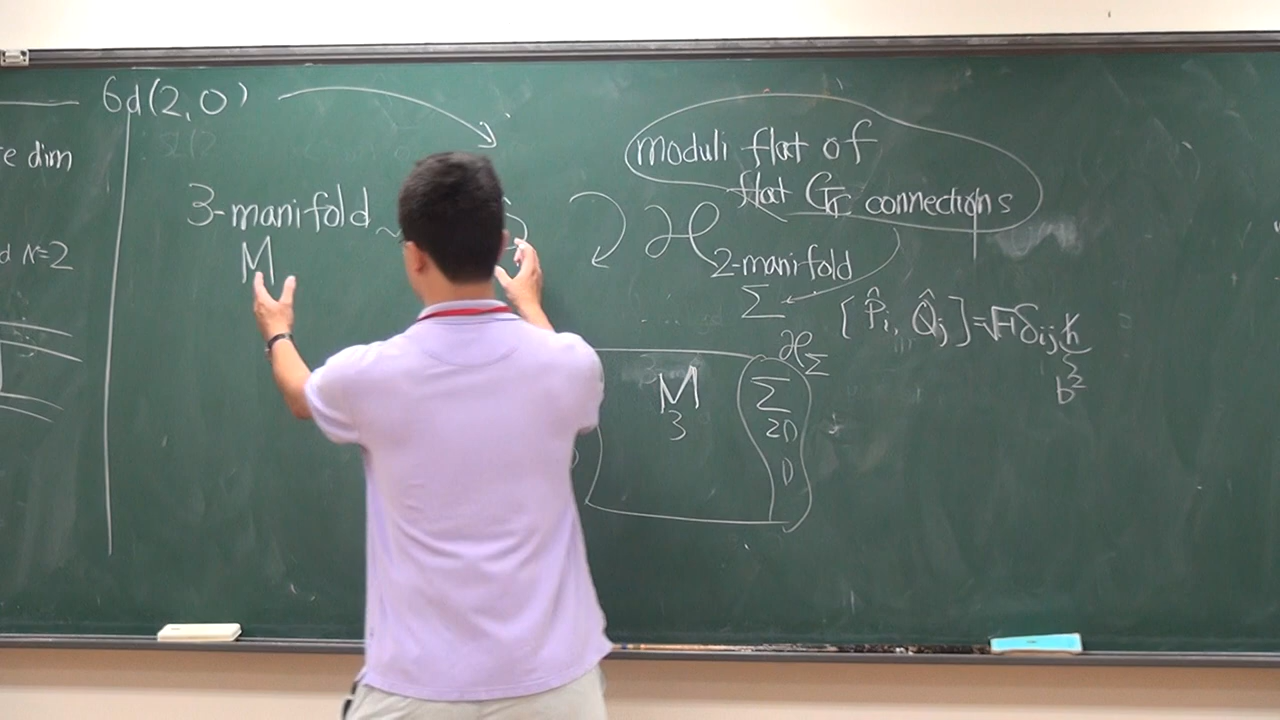 6d(2,0)
e dim
moduli flat of
flat G_C connections
3-manifold ~
M
d N=2
ℋ
2-manifold
Σ
[P̂_i, Q̂_j]=√-1 δ_ij ħ
b²
ℋ_Σ
M
3
Σ
2D
D